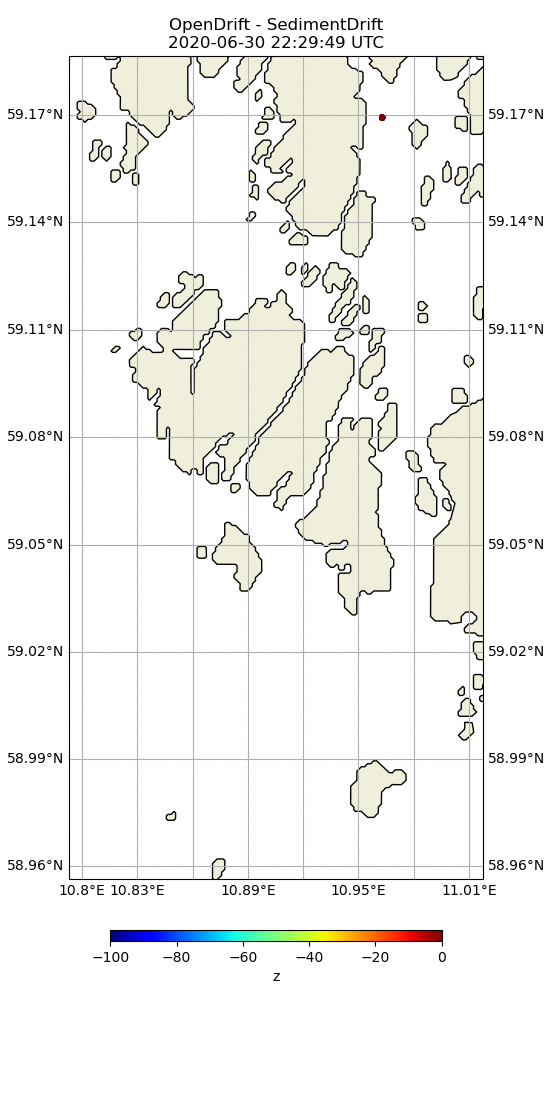 OpenDrift - SedimentDrift
2020-06-30 22:29:49 UTC
59.17°N 59.17°N
59.14°N 59.14°N
59.11°N 59.11°N
59.08°N 59.08°N
59.05°N 59.05°N
59.02°N 59.02°N
58.99°N 58.99°N
58.96°N 58.96°N
10.8°E 10.83°E 10.89°E 10.95°E 11.01°E
−100 −80 −60 −40 −20 0
z